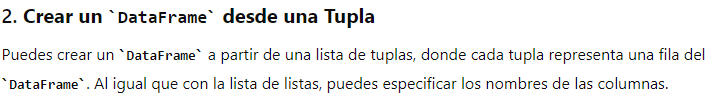 2. Crear un `DataFrame` desde una Tupla
Puedes crear un `DataFrame` a partir de una lista de tuplas, donde cada tupla representa una fila del
`DataFrame`. Al igual que con la lista de listas, puedes especificar los nombres de las columnas.